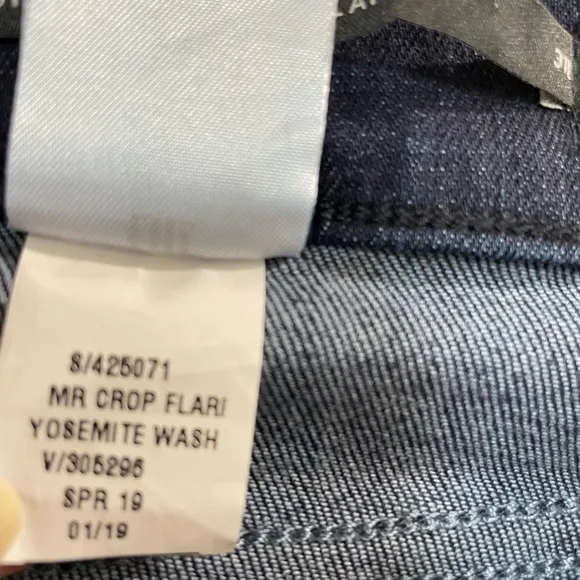 S/425071
MR CROP FLARI
YOSEMITE WASH
V/305296
SPR 19
01/19